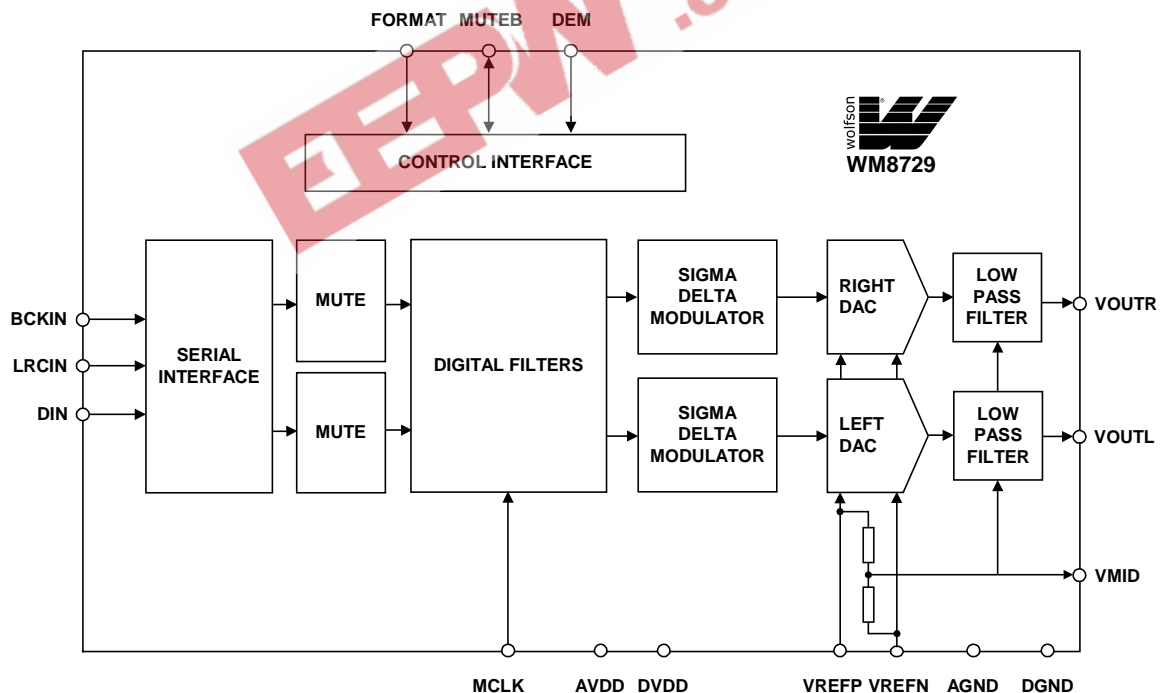 FORMAT MUTEB DEM
EEPW.c
CONTROL INTERFACE
wolfson
®
WM8729
SERIAL
INTERFACE
MUTE
MUTE
DIGITAL FILTERS
SIGMA
DELTA
MODULATOR
SIGMA
DELTA
MODULATOR
RIGHT
DAC
LEFT
DAC
LOW
PASS
FILTER
LOW
PASS
FILTER
BCKIN
LRCIN
DIN
VOUTR
VOUTL
VMID
MCLK AVDD DVDD VREFP VREFN AGND DGND